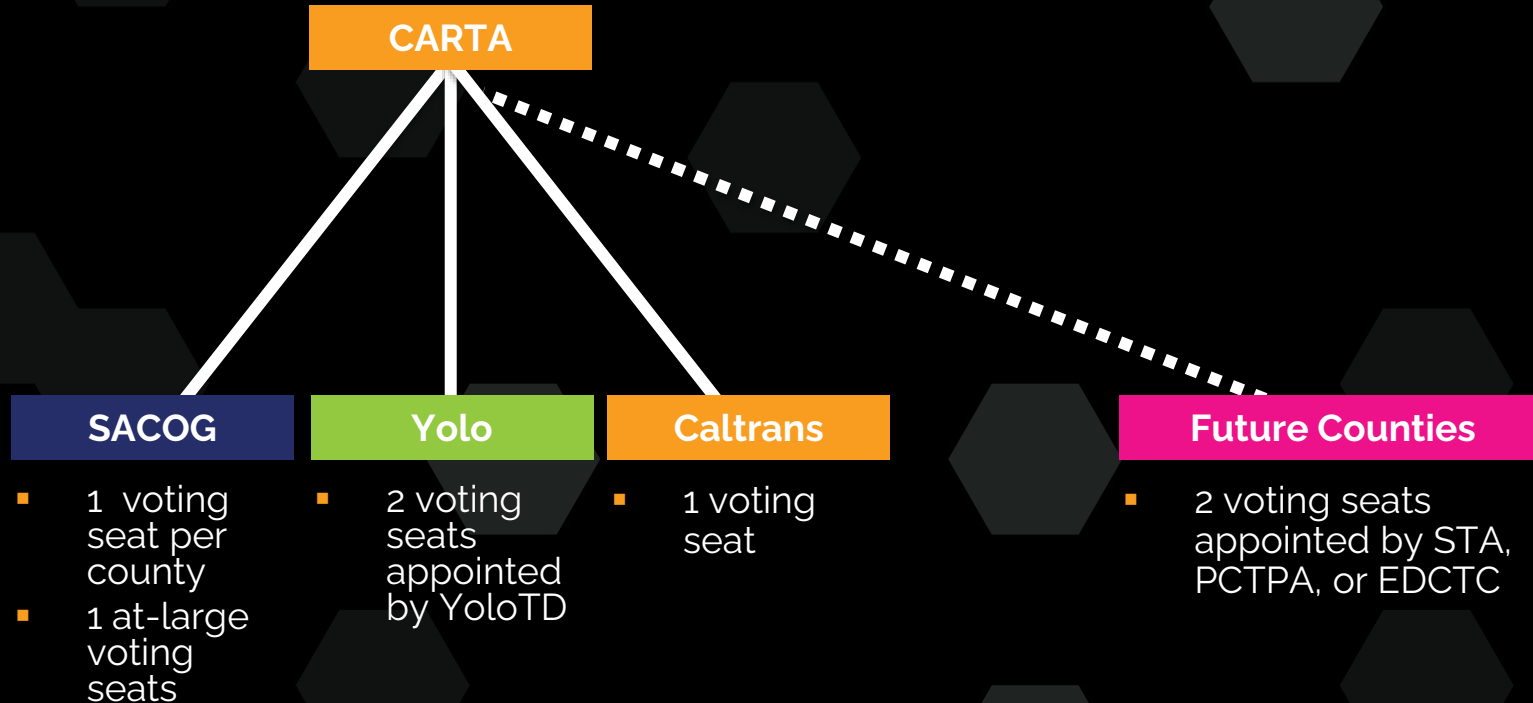 CARTA
SACOG
1 voting
seat per
county
1 at-large
voting
seats
Yolo
2 voting
seats
appointed
by YoloTD
Caltrans
1 voting
seat
Future Counties
2 voting seats
appointed by STA,
PCTPA, or EDCTC